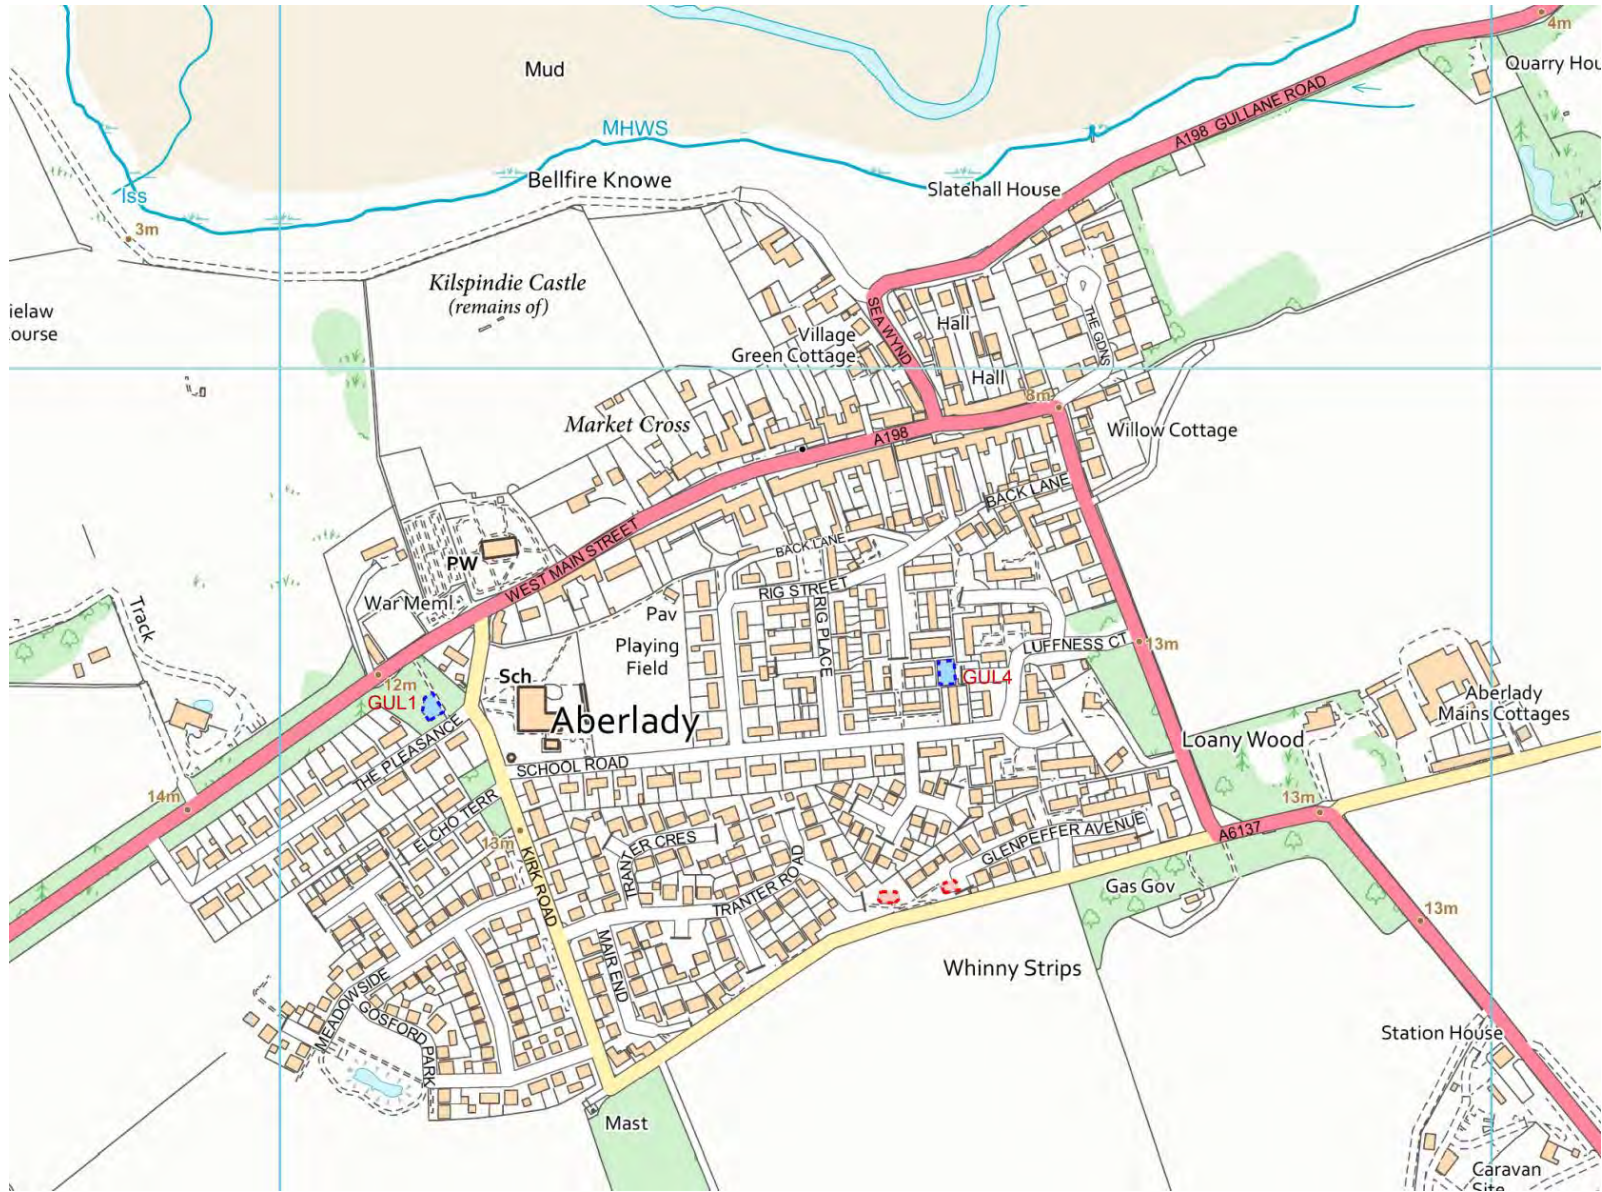 4m
Quarry Hou
Mud
A198 GULLANE ROAD
MHWS
Bellfire Knowe
Slatehall House
Iss
3m
Kilspindie Castle
(remains of)
ielaw
ourse
SEA WYND
Hall
THE GDNS
Village
Green Cottage
Hall
8m
Market Cross
A198
Willow Cottage
BACK LANE
WEST MAIN STREET
BACK LANE
PW
RIG STREET
War Meml
Track
Pav
RIG PLACE
Playing
Field
LUFFNESS CT
13m
Sch
GUL4
12m
GUL1
Aberlady
Aberlady
Mains Cottages
THE PLEASANCE
SCHOOL ROAD
Loany Wood
14m
13m
ELCHO TERR
13m
A6137
GLENPEFFER AVENUE
TRANTER CRES
KIRK ROAD
TRANTER ROAD
Gas Gov
13m
MAIR END
Whinny Strips
MEADOWSIDE
GOSFORD PARK
Station House
Mast
Caravan
Site